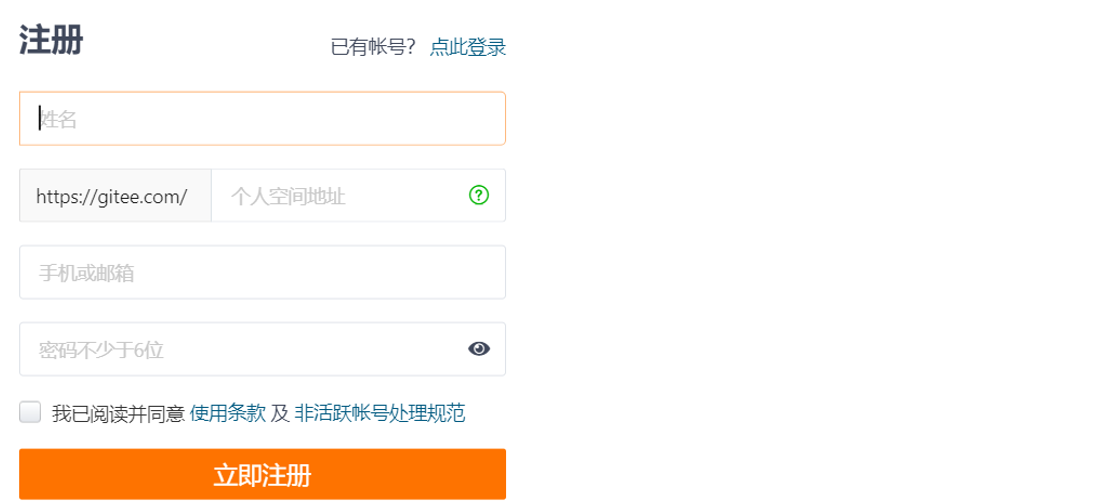 注册
已有帐号? 点此登录
姓名
https://gitee.com/ 个人空间地址
手机或邮箱
密码不少于6位
我已阅读并同意 使用条款 及 非活跃帐号处理规范
立即注册